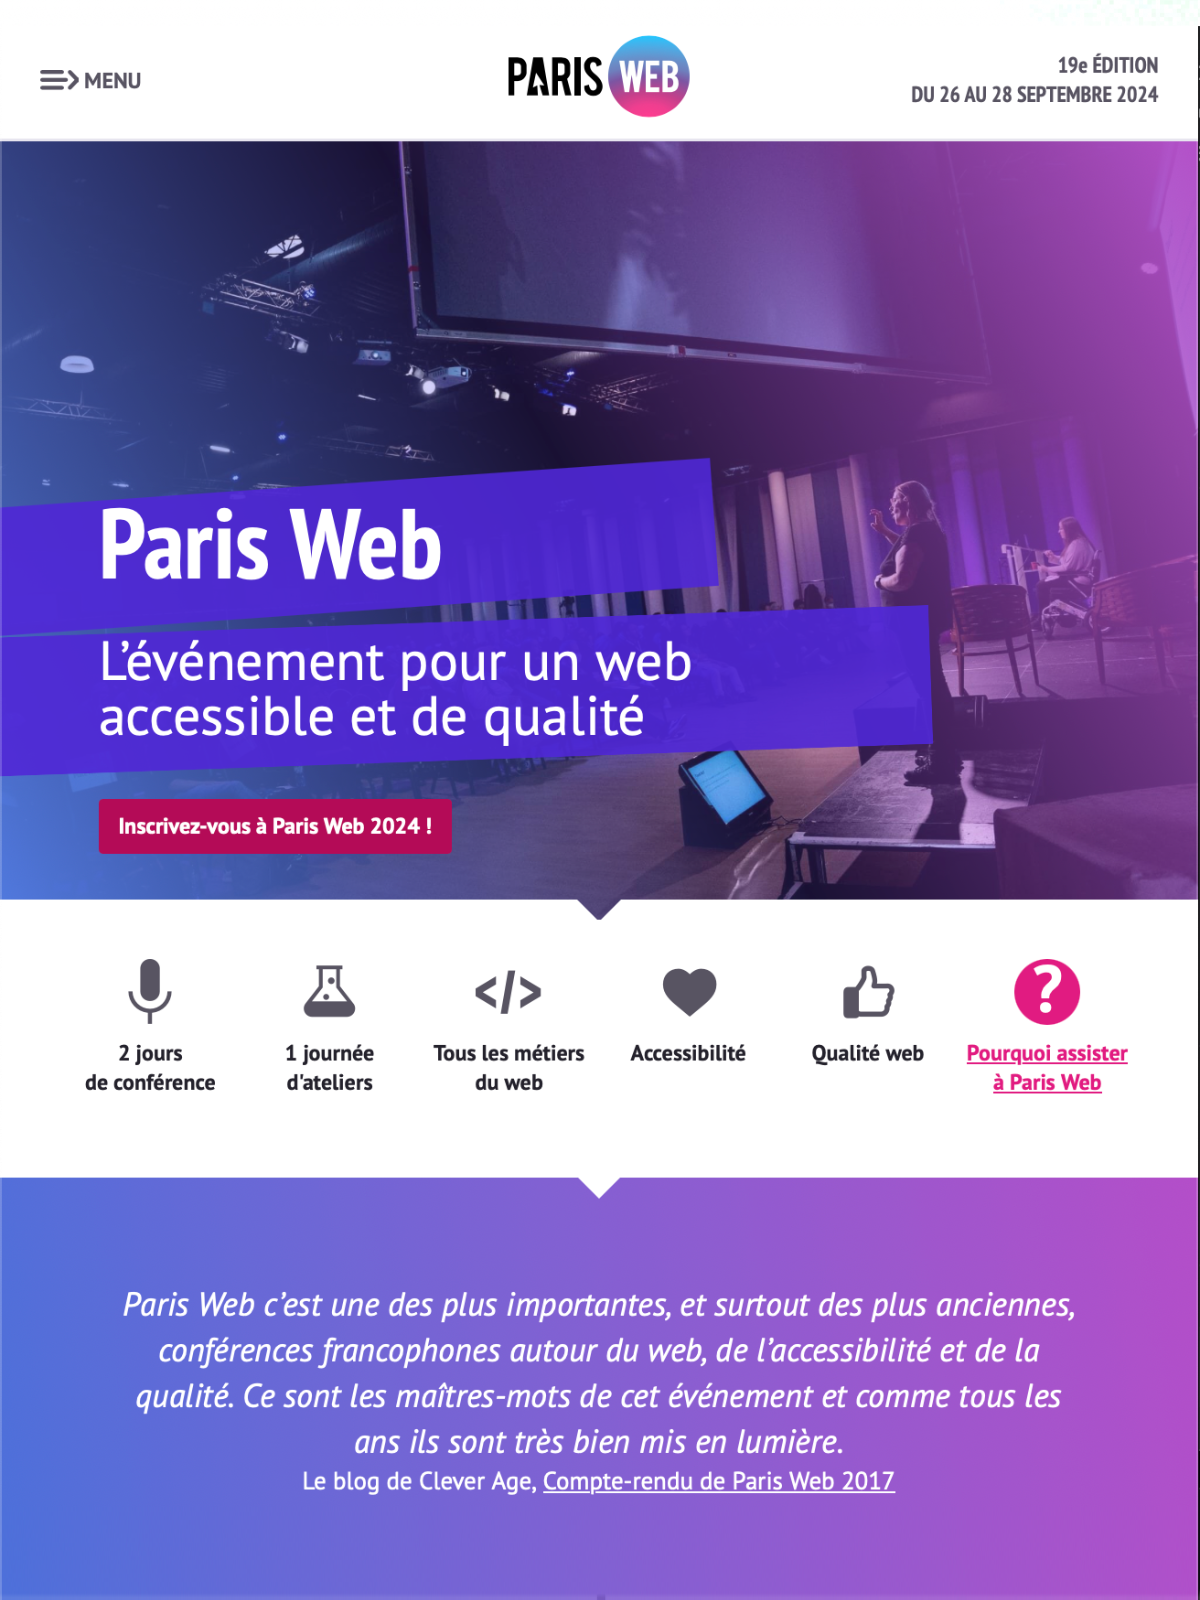 MENU
PARIS WEB
19e ÉDITION
DU 26 AU 28 SEPTEMBRE 2024
Paris Web
L’événement pour un web
accessible et de qualité
Inscrivez-vous à Paris Web 2024 !
2 jours
de conférence
1 journée
d'ateliers
</>
Tous les métiers
du web
Accessibilité
Qualité web
?
Pourquoi assister
à Paris Web
Paris Web c’est une des plus importantes, et surtout des plus anciennes,
conférences francophones autour du web, de l’accessibilité et de la
qualité. Ce sont les maîtres-mots de cet événement et comme tous les
ans ils sont très bien mis en lumière.
Le blog de Clever Age, Compte-rendu de Paris Web 2017